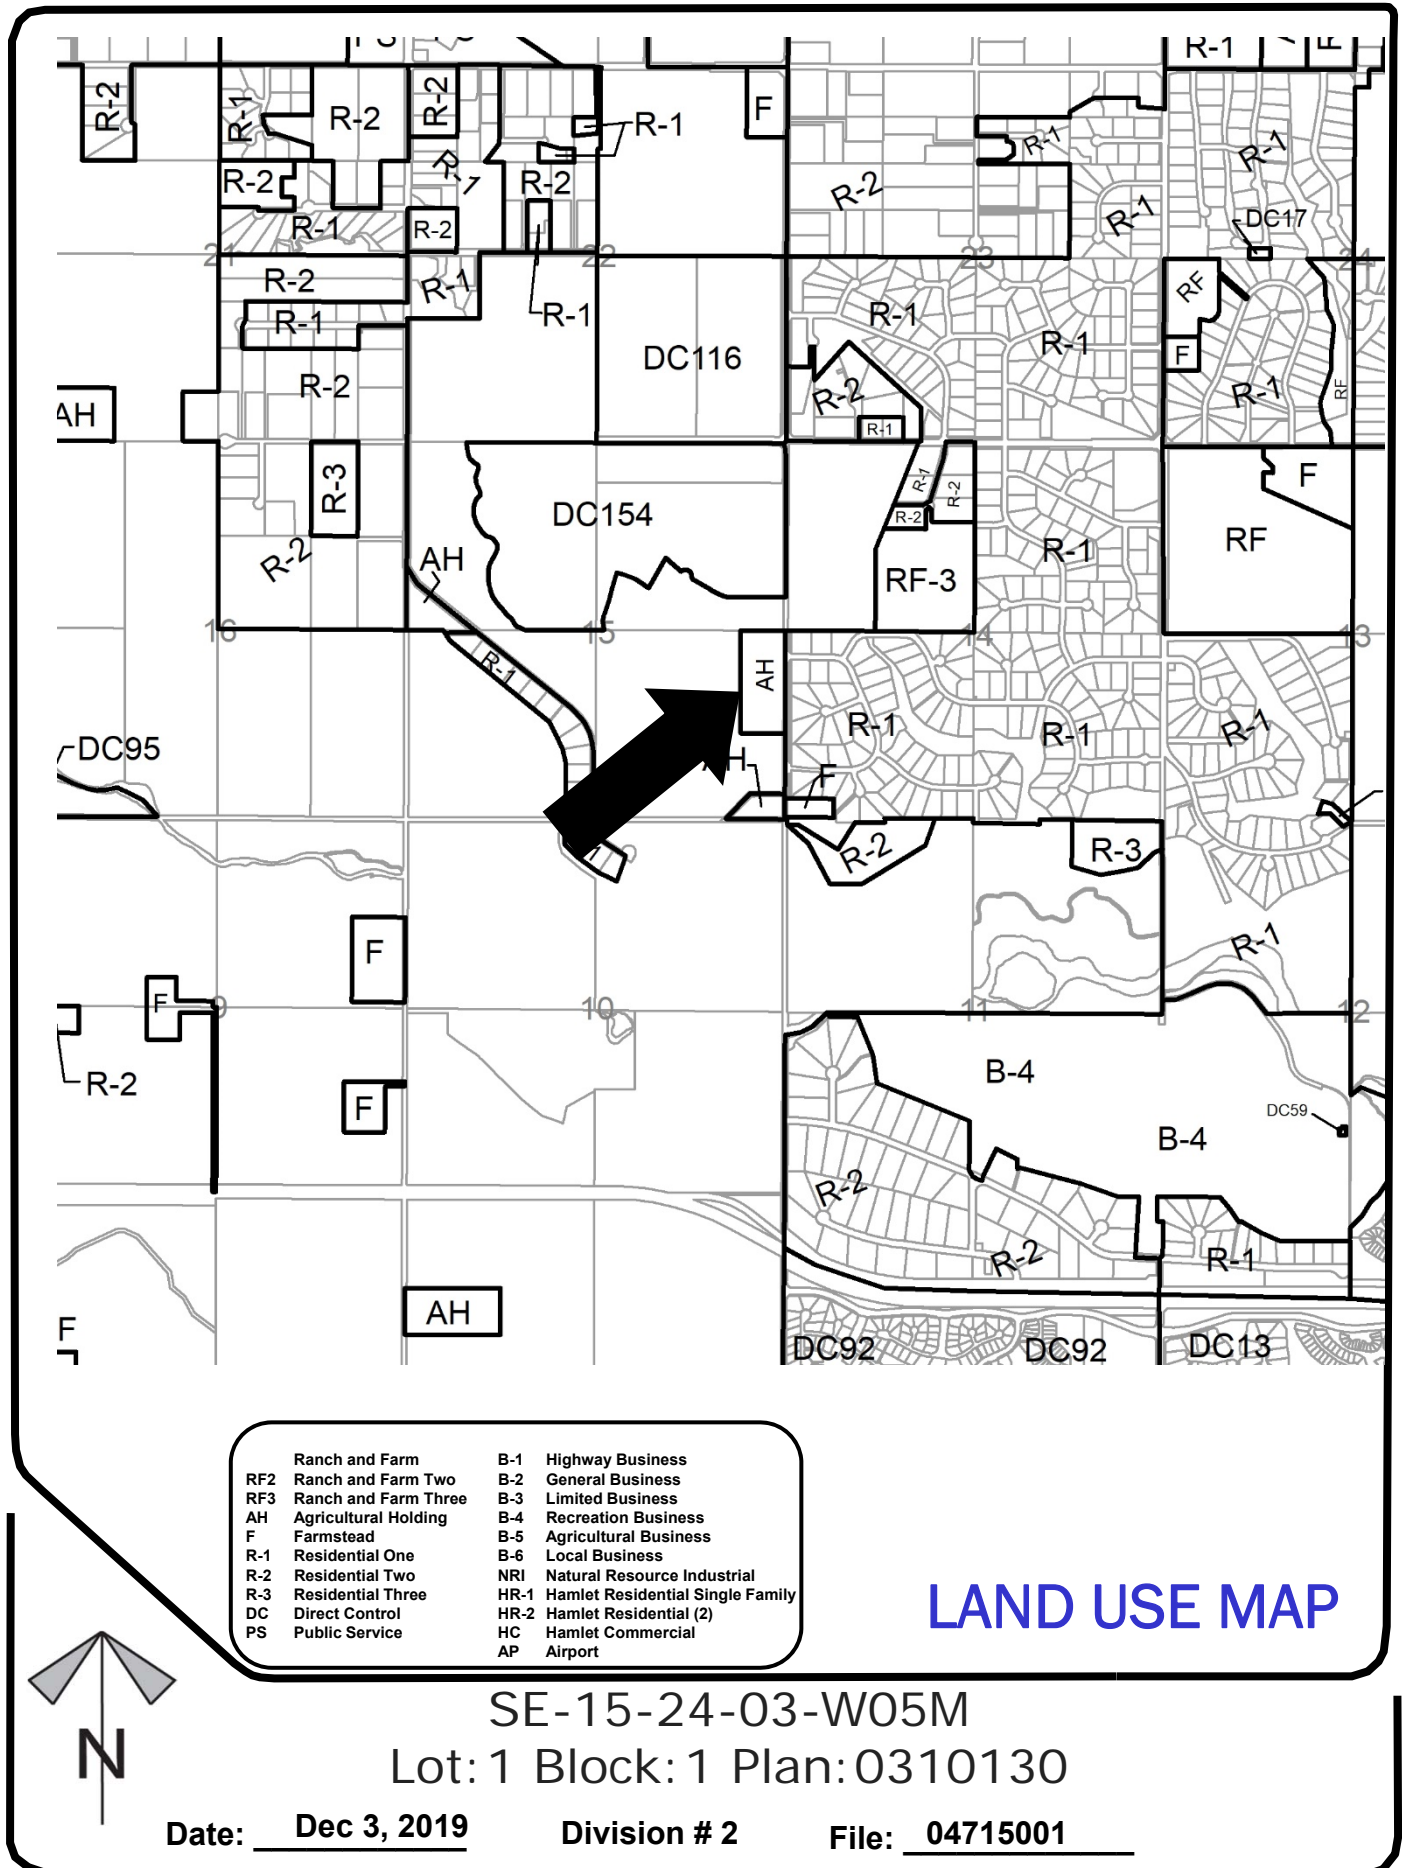 R-1
R-2
R-1
R-2
R-2
R-1
F
R-1
R-1
R-1
R-2
R-2
R-2
R-1
DC17
R-1
R-2
R-1
21
22
23
24
R-2
R-1
R-1
RF
R-1
R-1
R-1
DC116
F
R-2
R-2
R-1
RF
AH
R-1
R-3
R-1
R-2
F
DC154
R-2
RF
R-2
AH
R-1
RF-3
16
15
14
13
R-1
AH
R-1
R-1
R-1
DC95
F
R-2
R-3
F
R-1
F
9
10
11
12
R-2
B-4
F
DC59
B-4
R-2
R-2
R-1
AH
F
DC92
DC92
DC13
Ranch and Farm
RF2 Ranch and Farm Two
RF3 Ranch and Farm Three
AH Agricultural Holding
F Farmstead
R-1 Residential One
R-2 Residential Two
R-3 Residential Three
DC Direct Control
PS Public Service
B-1 Highway Business
B-2 General Business
B-3 Limited Business
B-4 Recreation Business
B-5 Agricultural Business
B-6 Local Business
NRI Natural Resource Industrial
HR-1 Hamlet Residential Single Family
HR-2 Hamlet Residential (2)
HC Hamlet Commercial
AP Airport
LAND USE MAP
N
SE-15-24-03-W05M
Lot:1 Block:1 Plan:0310130
Date: Dec 3, 2019 Division # 2 File: 04715001